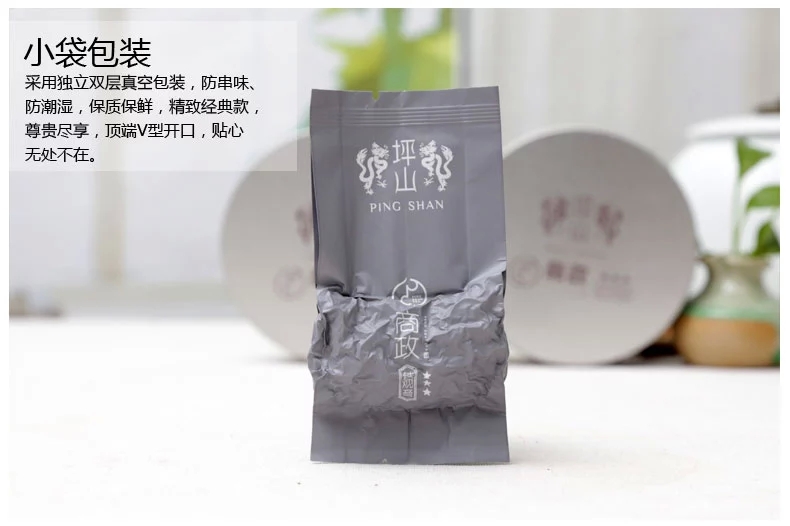 小袋包装
采用独立双层真空包装，防串味、
防潮湿，保质保鲜，精致经典款，
尊贵尽享，顶端V型开口，贴心
无处不在。
坪山
PING SHAN
商政
★★★